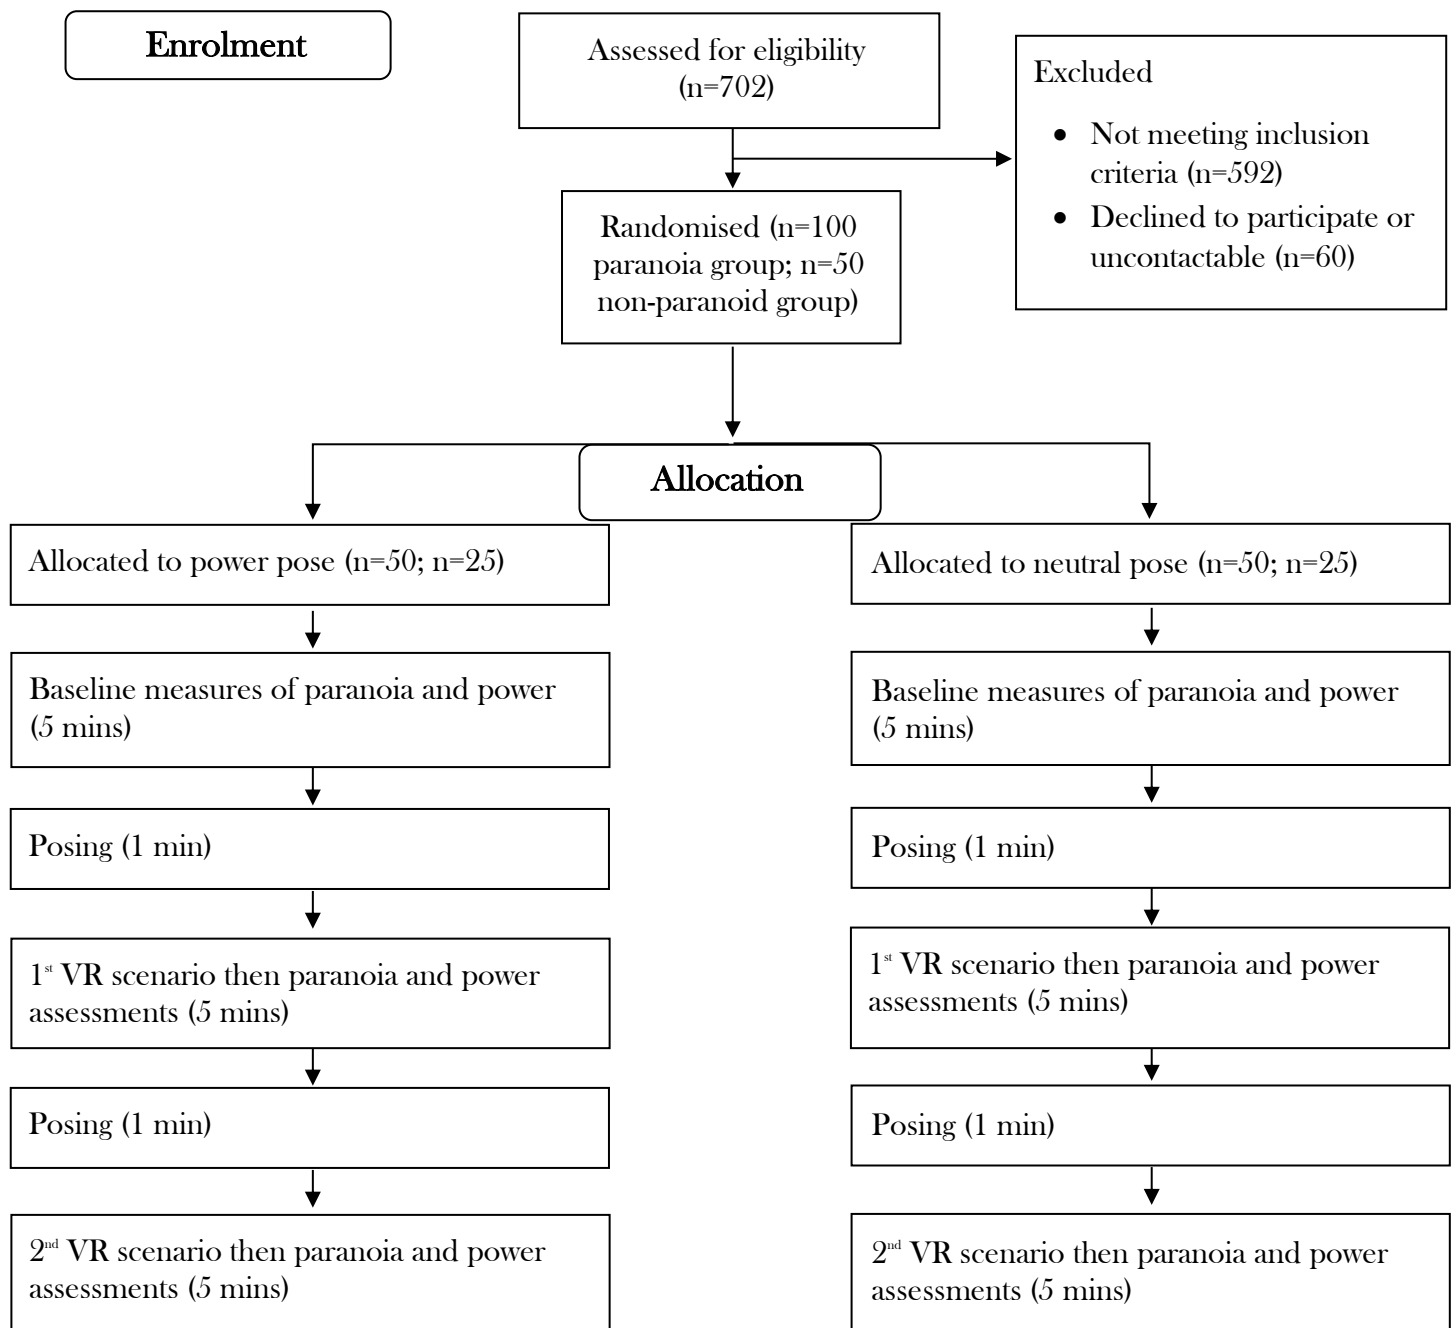 Enrolment
Assessed for eligibility
(n=702)
Excluded
• Not meeting inclusion
criteria (n=592)
• Declined to participate or
uncontactable (n=60)
Randomised (n=100
paranoia group; n=50
non-paranoid group)
Allocation
Allocated to power pose (n=50; n=25)
Baseline measures of paranoia and power
(5 mins)
Posing (1 min)
1st VR scenario then paranoia and power
assessments (5 mins)
Posing (1 min)
2nd VR scenario then paranoia and power
assessments (5 mins)
Allocated to neutral pose (n=50; n=25)
Baseline measures of paranoia and power
(5 mins)
Posing (1 min)
1st VR scenario then paranoia and power
assessments (5 mins)
Posing (1 min)
2nd VR scenario then paranoia and power
assessments (5 mins)